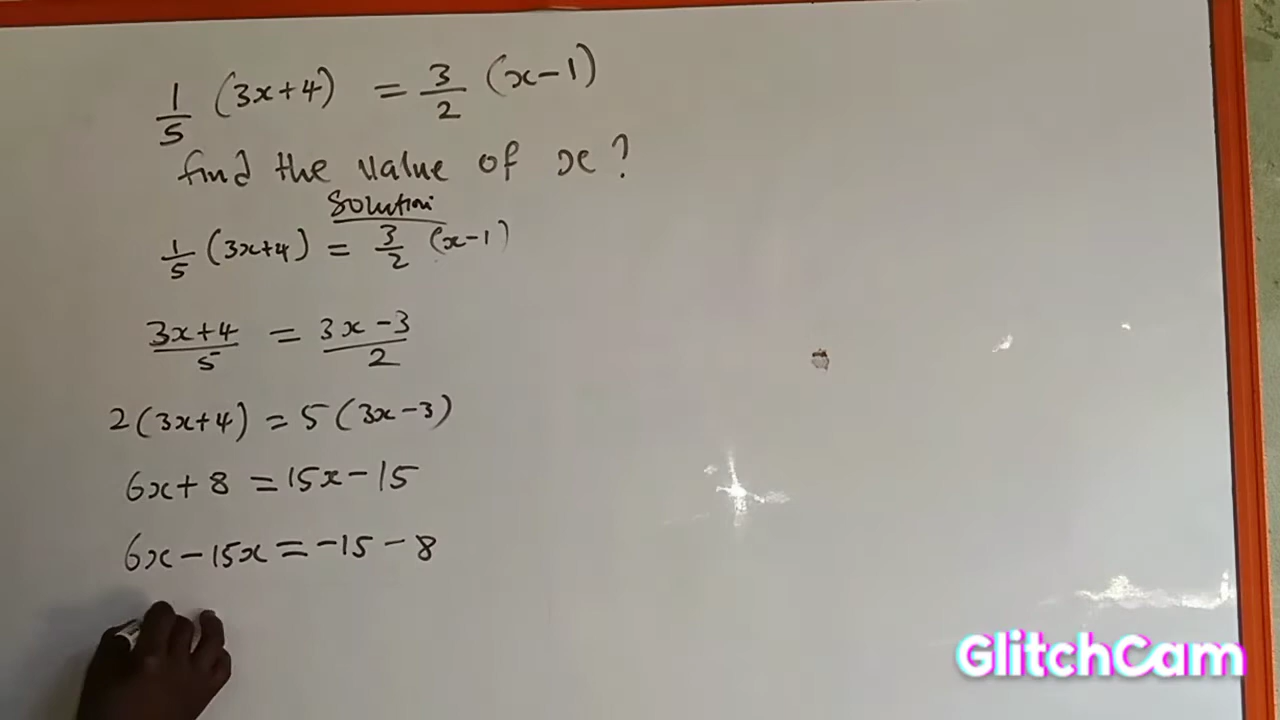 1/5 (3x+4) = 3/2 (x-1)
find the value of x?
Solution
1/5 (3x+4) = 3/2 (x-1)
3x+4/5 = 3x-3/2
2(3x+4) = 5(3x-3)
6x+8 = 15x-15
6x-15x = -15-8
GlitchCam